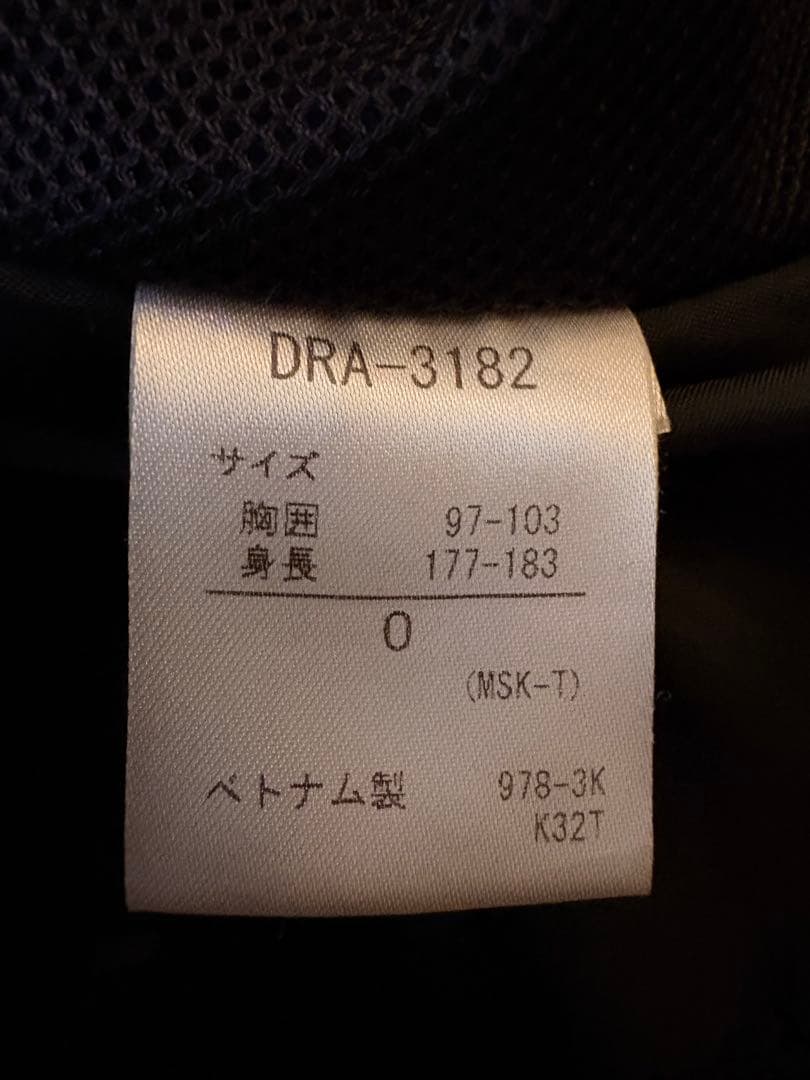 DRA-3182
サイズ
胸囲 97-103
身長 177-183
O
(MSK-T)
ベトナム製 978-3K
K32T